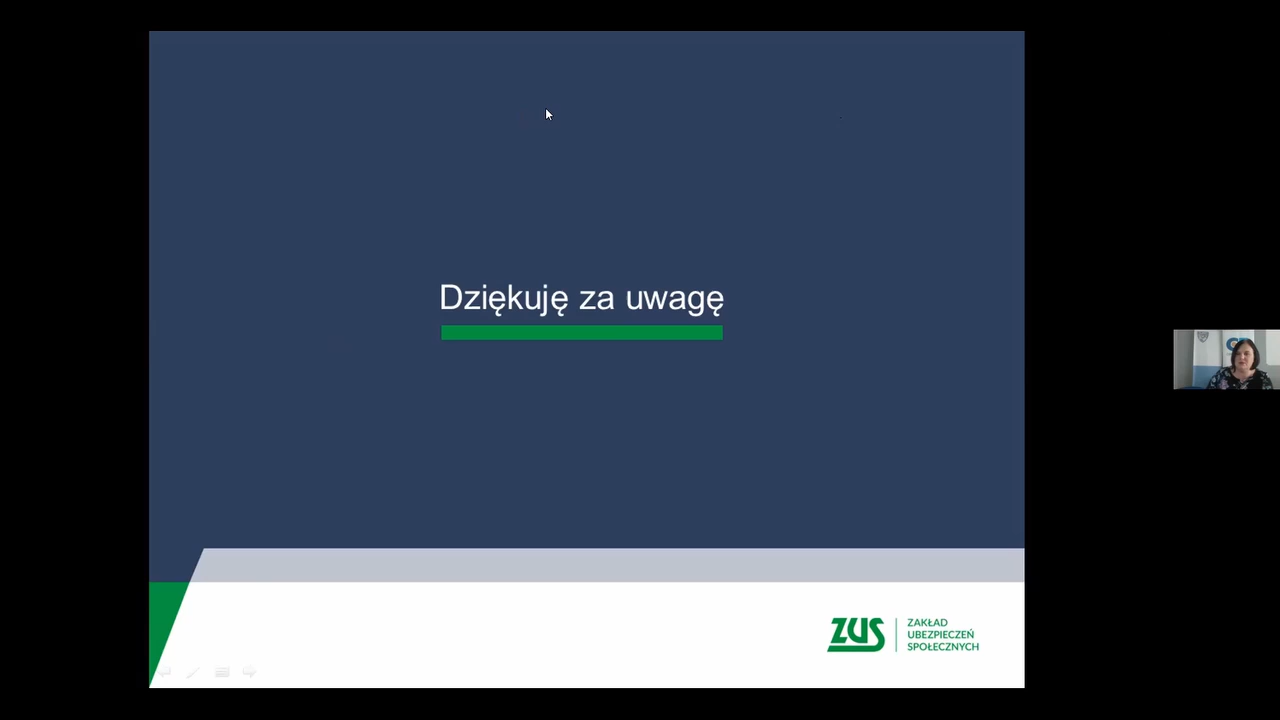 Dziękuję za uwagę
ZUS
ZAKŁAD
UBEZPIECZEŃ
SPOŁECZNYCH